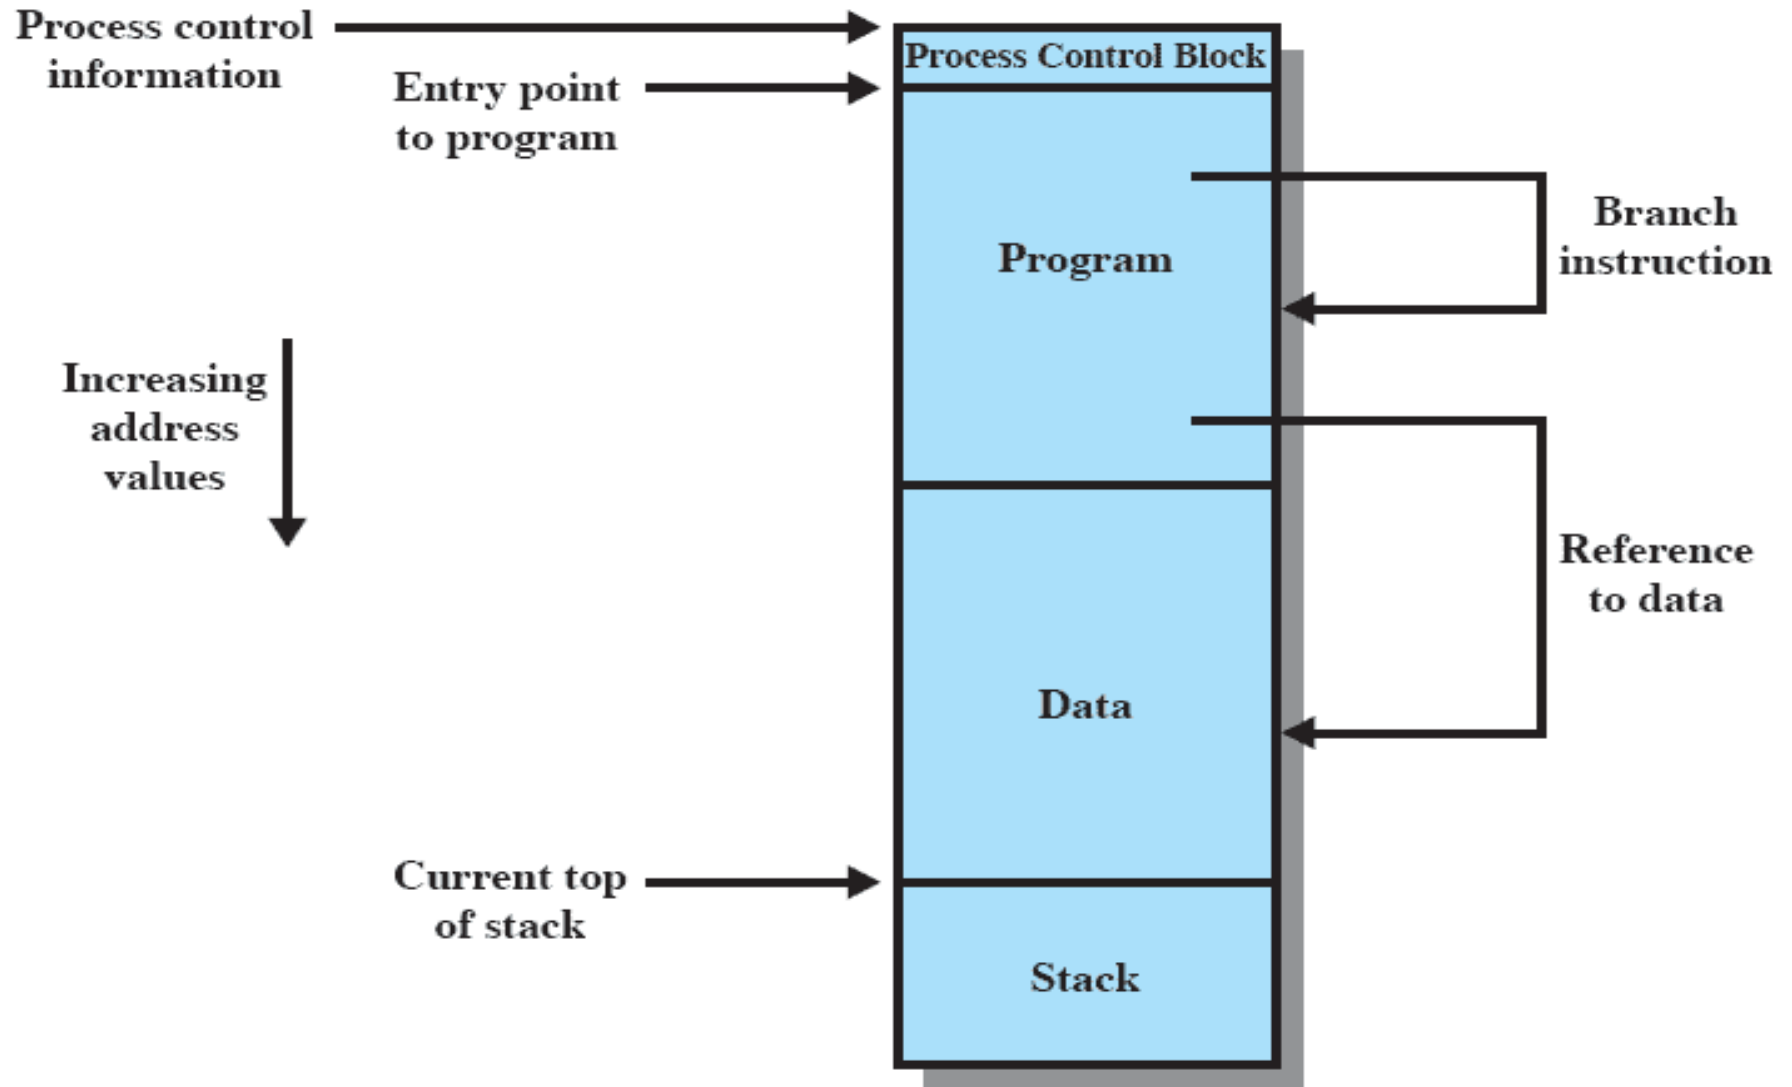 Process control
information
Process Control Block
Entry point
to program
Program
Branch
instruction
Increasing
address
values
Reference
to data
Data
Current top
of stack
Stack